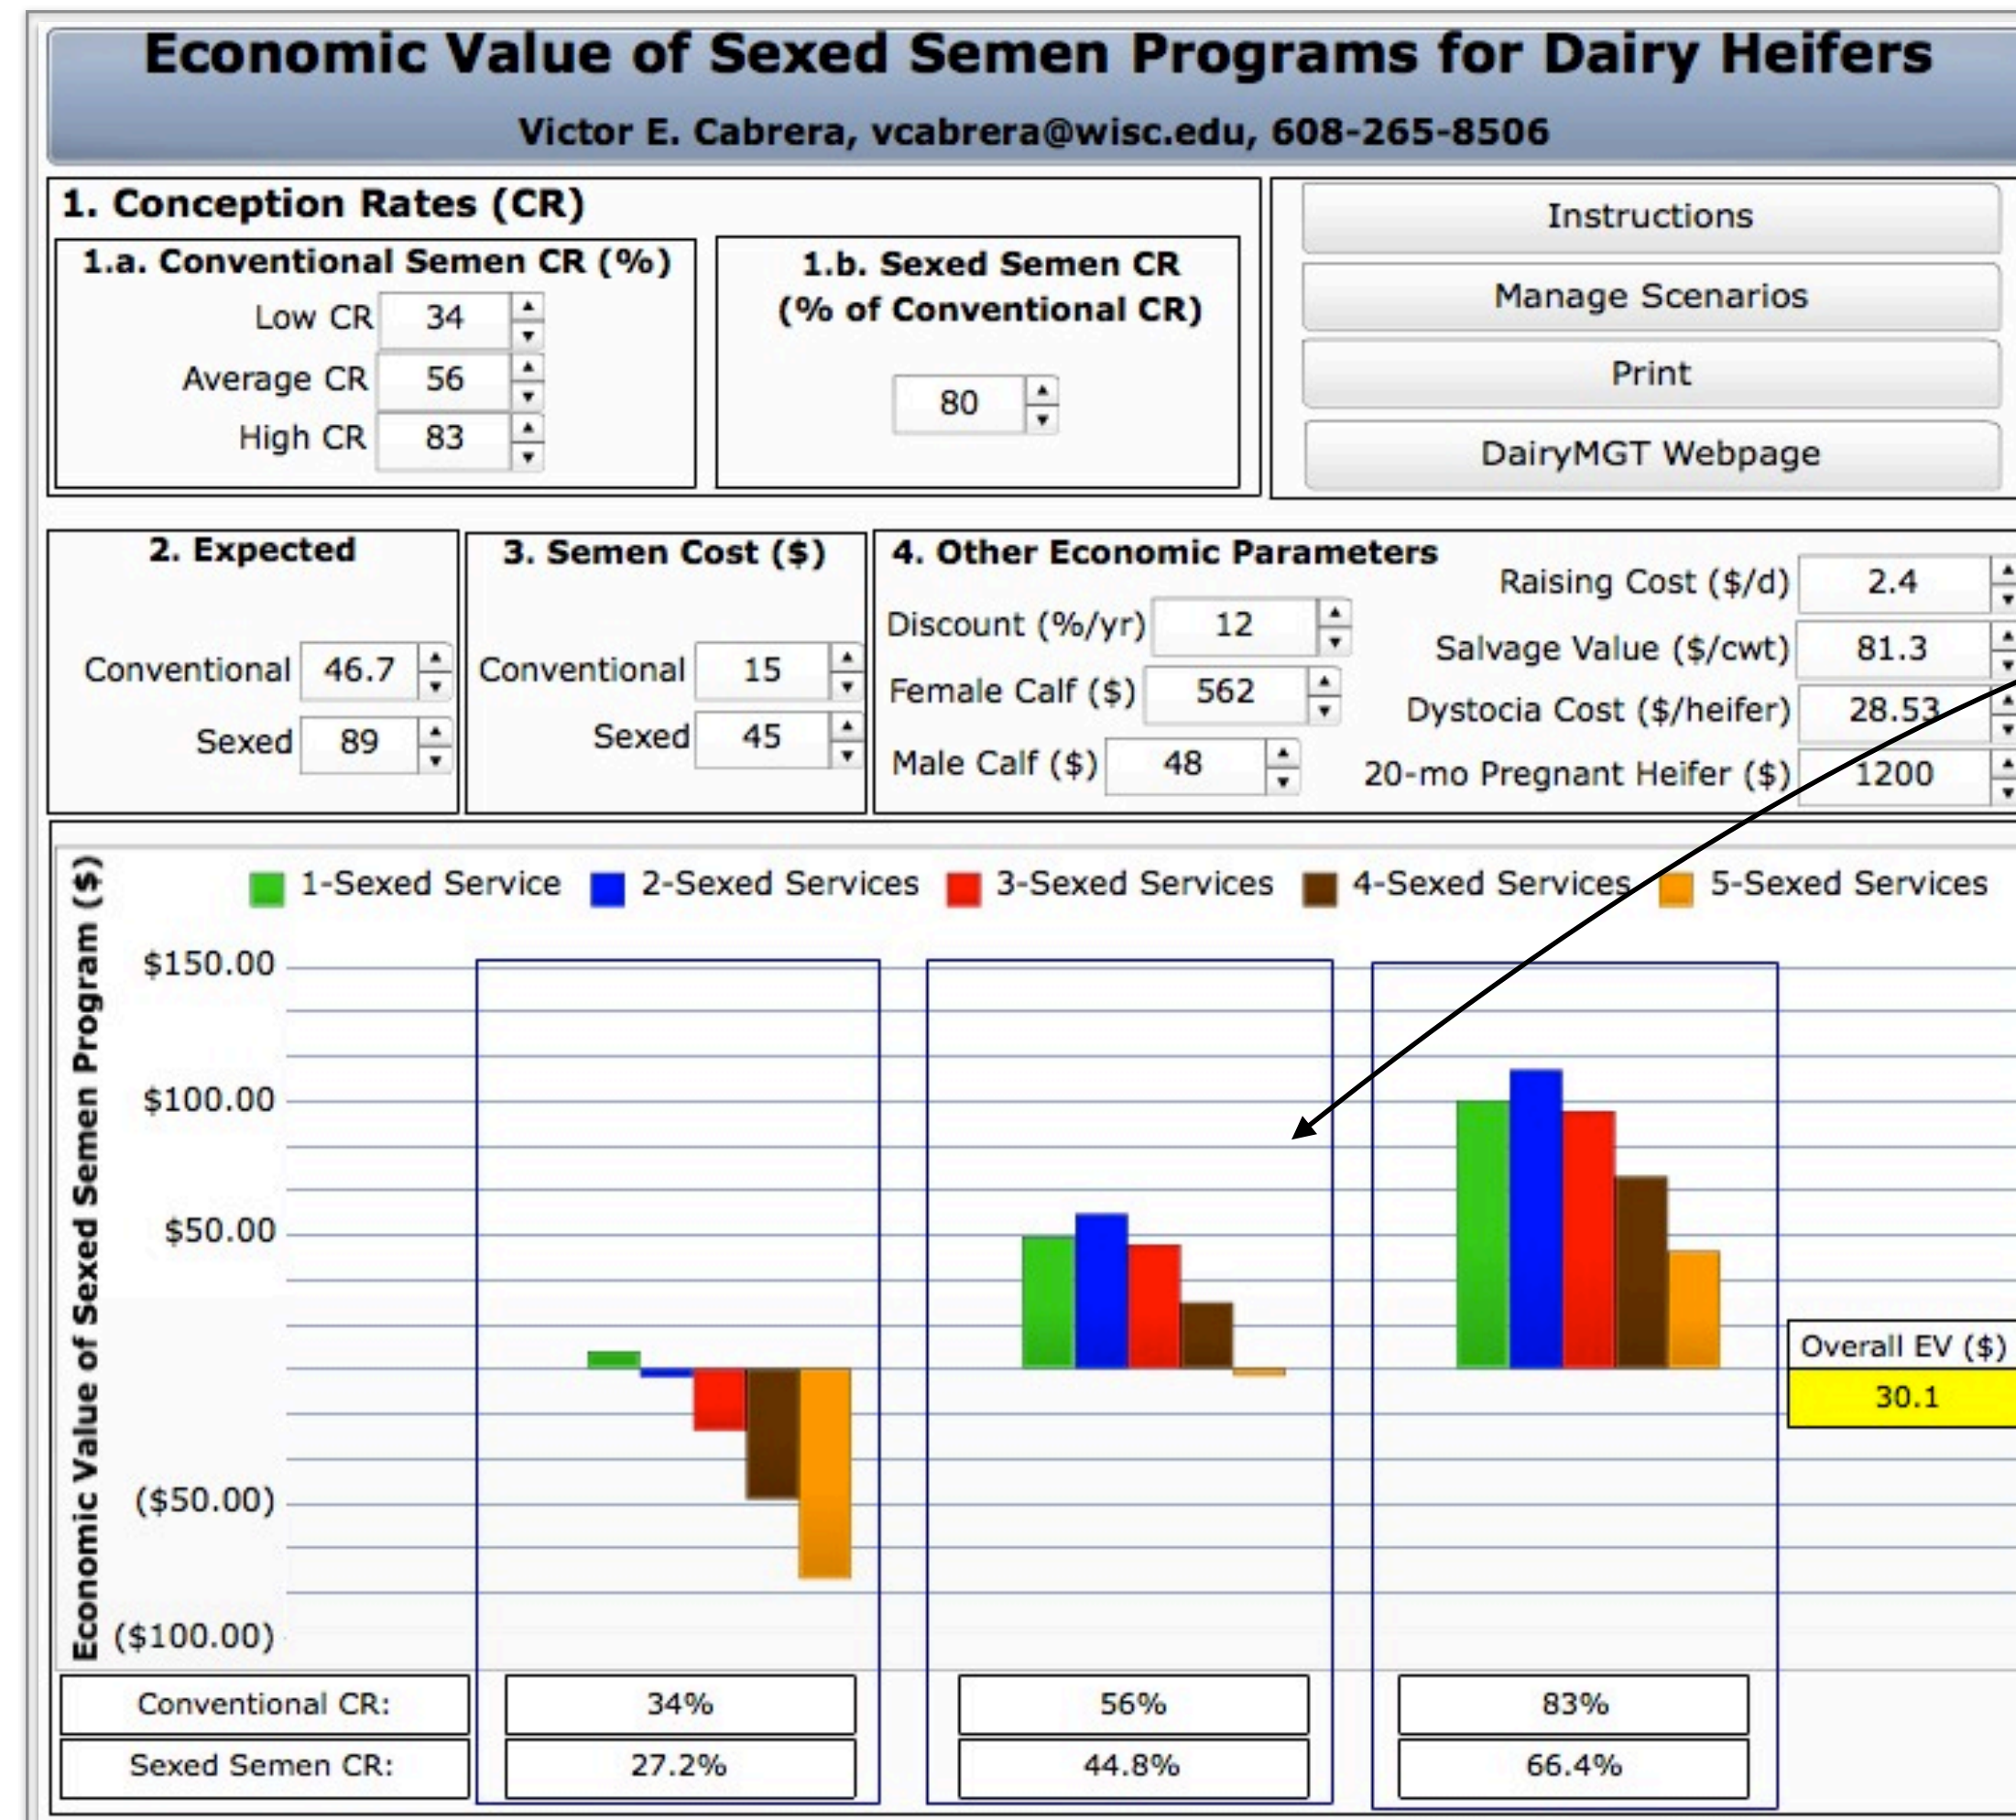 Economic Value of Sexed Semen Programs for Dairy Heifers
Victor E. Cabrera, vcabrera@wisc.edu, 608-265-8506
1. Conception Rates (CR)
1.a. Conventional Semen CR (%)
Low CR 34
Average CR 56
High CR 83
1.b. Sexed Semen CR
(% of Conventional CR)
80
Instructions
Manage Scenarios
Print
DairyMGT Webpage
2. Expected
Conventional 46.7
Sexed 89
3. Semen Cost ($)
Conventional 15
Sexed 45
4. Other Economic Parameters
Discount (%/yr) 12
Female Calf ($) 562
Male Calf ($) 48
Raising Cost ($/d) 2.4
Salvage Value ($/cwt) 81.3
Dystocia Cost ($/heifer) 28.53
20-mo Pregnant Heifer ($) 1200
Economic Value of Sexed Semen Program ($)
1-Sexed Service 2-Sexed Services 3-Sexed Services 4-Sexed Services 5-Sexed Services
$150.00
$100.00
$50.00
($50.00)
($100.00)
Overall EV ($)
30.1
Conventional CR: 34% 56% 83%
Sexed Semen CR: 27.2% 44.8% 66.4%